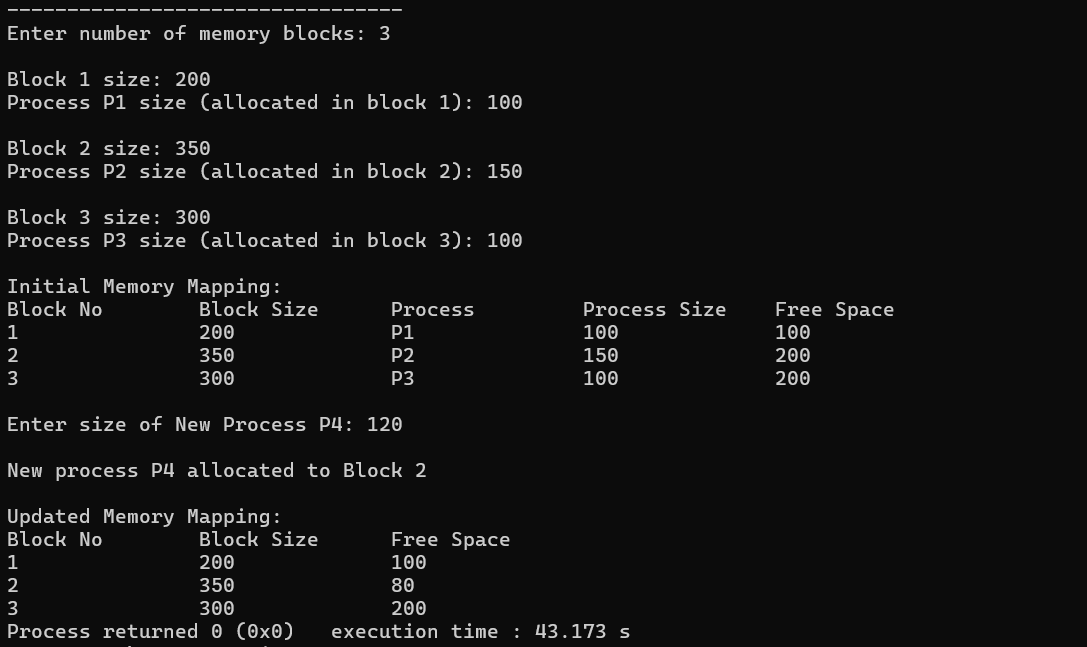 ---------------------------------
Enter number of memory blocks: 3
Block 1 size: 200
Process P1 size (allocated in block 1): 100
Block 2 size: 350
Process P2 size (allocated in block 2): 150
Block 3 size: 300
Process P3 size (allocated in block 3): 100
Initial Memory Mapping:
Block No Block Size Process Process Size Free Space
1 200 P1 100 100
2 350 P2 150 200
3 300 P3 100 200
Enter size of New Process P4: 120
New process P4 allocated to Block 2
Updated Memory Mapping:
Block No Block Size Free Space
1 200 100
2 350 80
3 300 200
Process returned 0 (0x0) execution time : 43.173 s